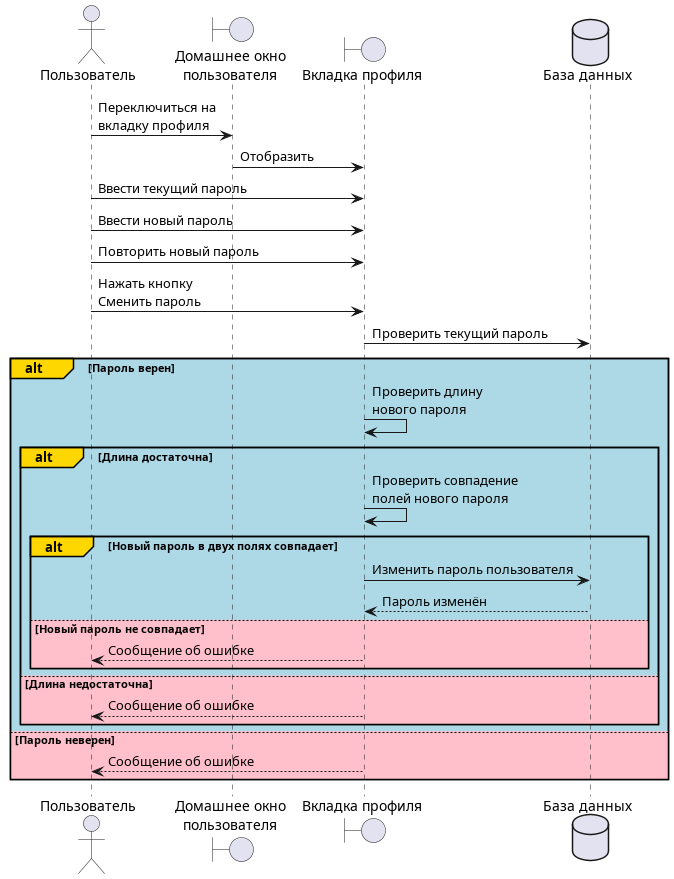 Пользователь
Домашнее окно
пользователя
Вкладка профиля
База данных
Переключиться на
вкладку профиля
Отобразить
Ввести текущий пароль
Ввести новый пароль
Повторить новый пароль
Нажать кнопку
Сменить пароль
Проверить текущий пароль
alt [Пароль верен]
Проверить длину
нового пароля
alt [Длина достаточна]
Проверить совпадение
полей нового пароля
alt [Новый пароль в двух полях совпадает]
Изменить пароль пользователя
Пароль изменён
[Новый пароль не совпадает]
Сообщение об ошибке
[Длина недостаточна]
Сообщение об ошибке
[Пароль неверен]
Сообщение об ошибке
Пользователь
Домашнее окно
пользователя
Вкладка профиля
База данных